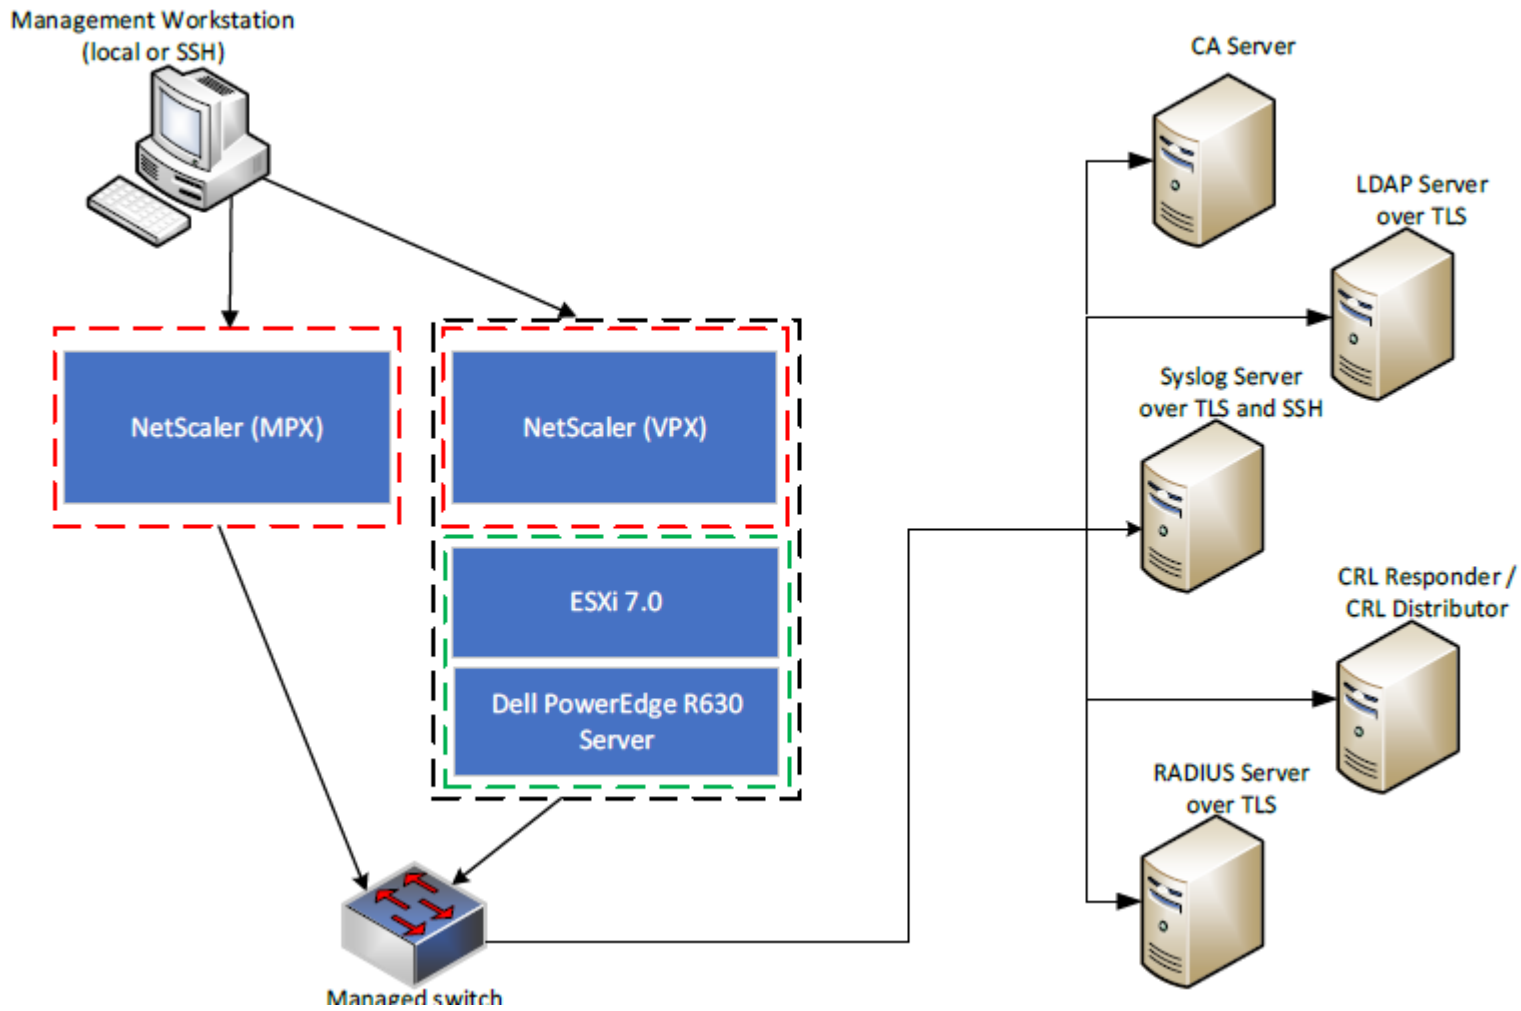 Management Workstation
(local or SSH)
CA Server
LDAP Server
over TLS
NetScaler (MPX)
NetScaler (VPX)
Syslog Server
over TLS and SSH
ESXi 7.0
CRL Responder /
CRL Distributor
Dell PowerEdge R630
Server
RADIUS Server
over TLS
Managed switch